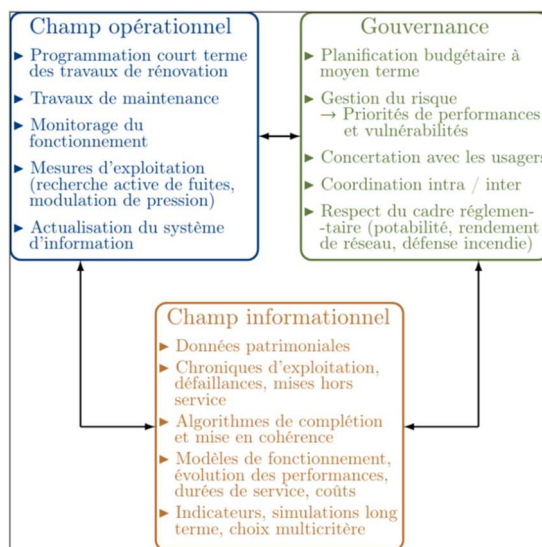 Champ opérationnel
► Programmation court terme
des travaux de rénovation
► Travaux de maintenance
► Monitorage du
fonctionnement
► Mesures d'exploitation
(recherche active de fuites,
modulation de pression)
► Actualisation du système
d'information
Gouvernance
► Planification budgétaire à
moyen terme
► Gestion du risque
→ Priorités de performances
et vulnérabilités
► Concertation avec les usagers
► Coordination intra / inter
► Respect du cadre réglemen-
-taire (potabilité, rendement
de réseau, défense incendie)
Champ informationnel
► Données patrimoniales
► Chroniques d'exploitation,
défaillances, mises hors
service
► Algorithmes de complétion
et mise en cohérence
► Modèles de fonctionnement,
évolution des performances,
durées de service, coûts
► Indicateurs, simulations long
terme, choix multicritère